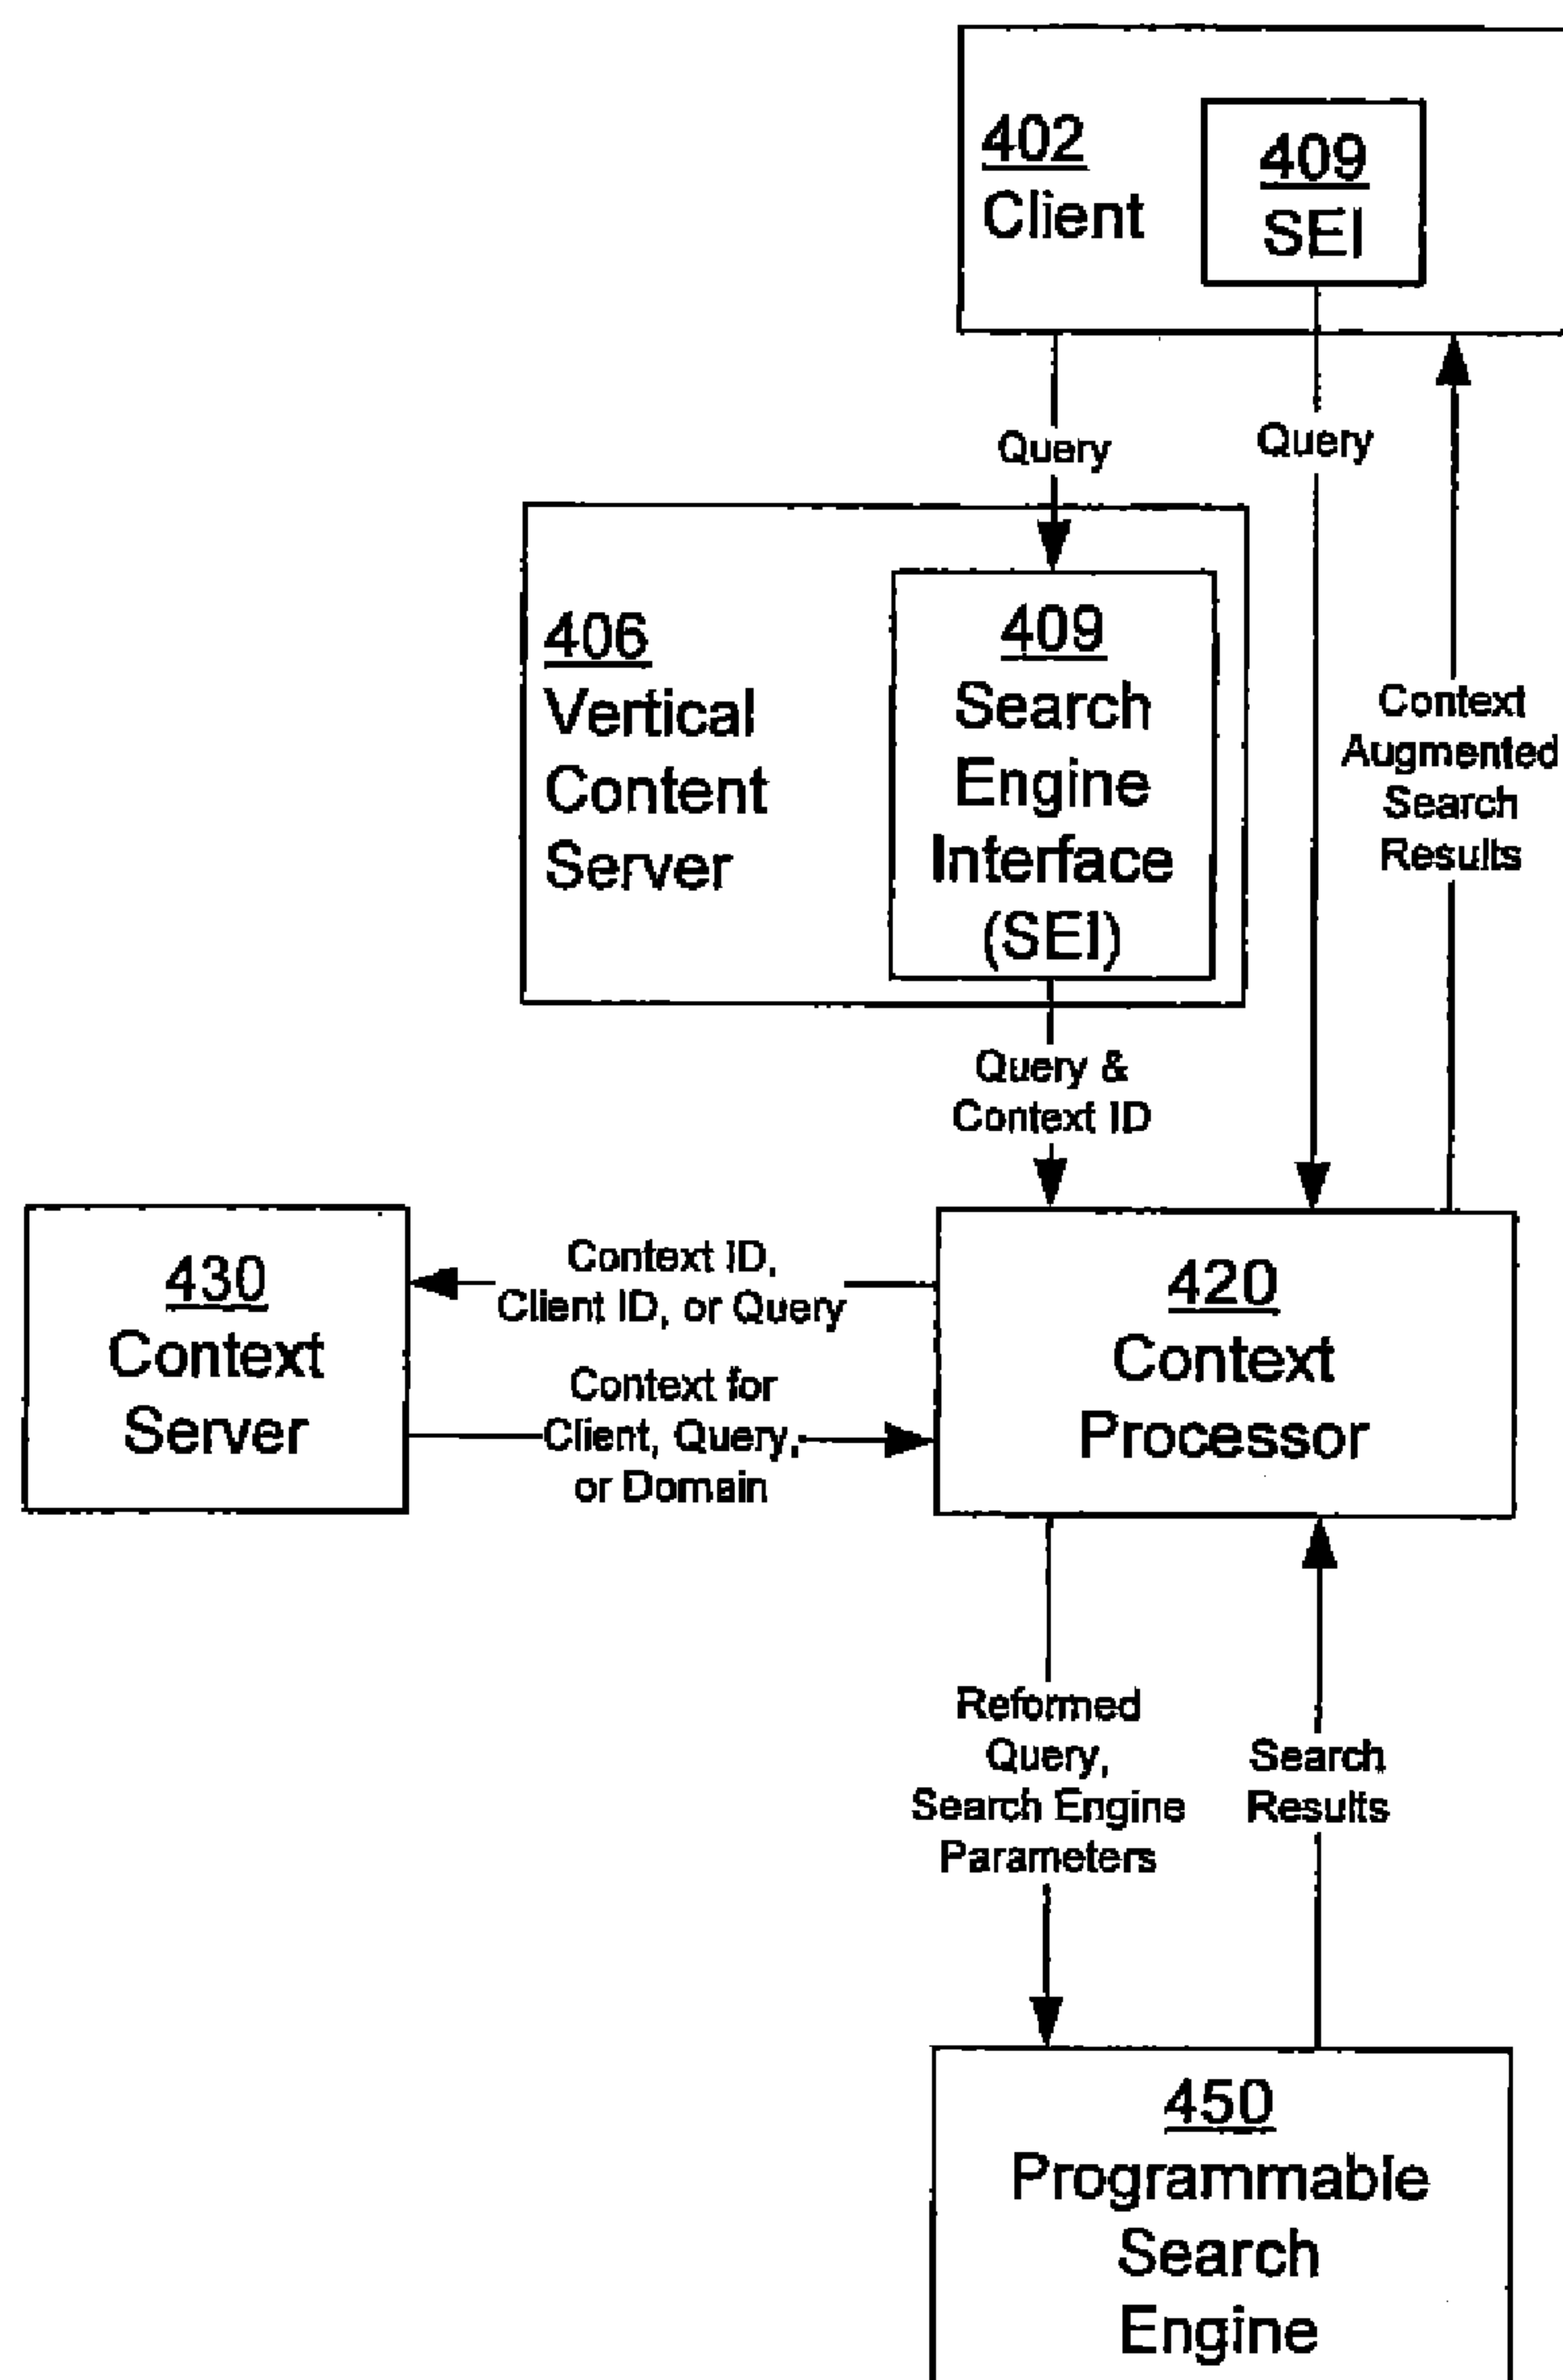 402
Client
409
SEI
Query
Query
406
Vertical
Content
Server
409
Search
Engine
Interface
(SEI)
Context
Augmented
Search
Results
Query &
Context ID
430
Context
Server
Context ID,
Client ID, or Query
Context for
Client, Query,
or Domain
420
Context
Processor
Reformed
Query,
Search Engine
Parameters
Search
Results
450
Programmable
Search
Engine